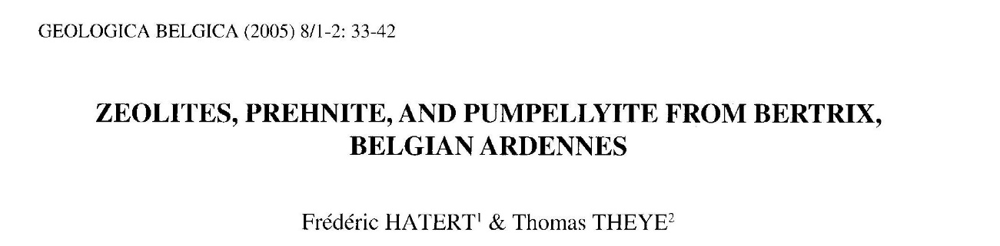 GEOLOGICA BELGICA (2005) 8/1-2: 33-42
ZEOLITES, PREHNITE, AND PUMPELLYITE FROM BERTRIX,
BELGIAN ARDENNES
Frédéric HATERT¹ & Thomas THEYE²